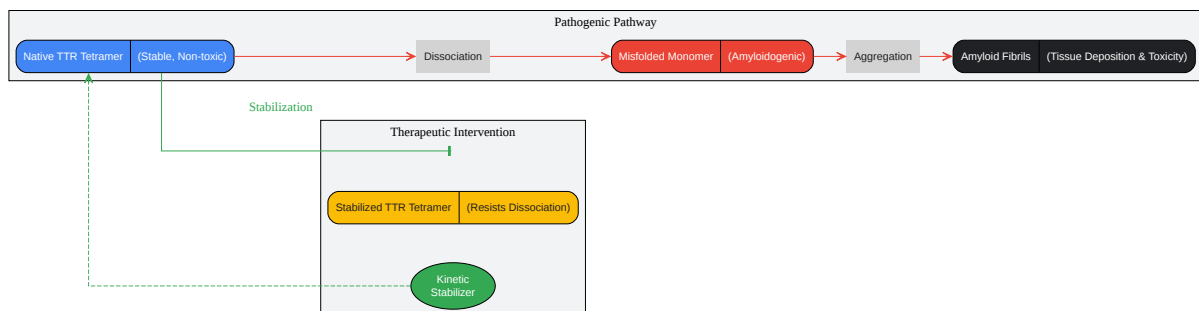 Pathogenic Pathway
Native TTR Tetramer (Stable, Non-toxic)
Dissociation
Misfolded Monomer (Amyloidogenic)
Aggregation
Amyloid Fibrils (Tissue Deposition & Toxicity)
Stabilization
Therapeutic Intervention
Stabilized TTR Tetramer (Resists Dissociation)
Kinetic
Stabilizer